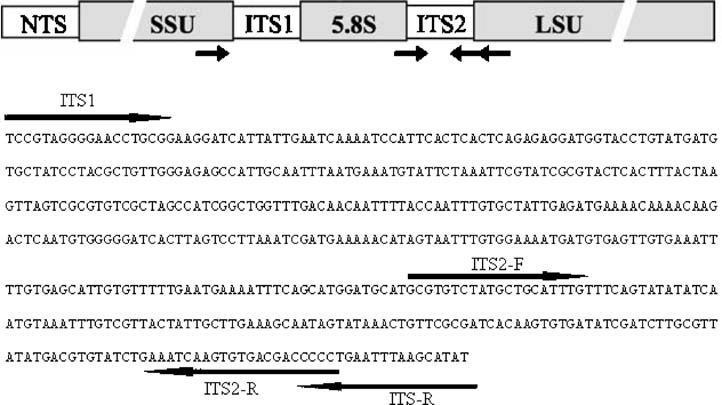 NTS SSU ITS1 5.8S ITS2 LSU
ITS1
TCCGTAGGGGAACCTGCGGAAGGATCATTATTGAATCAAAATCCATTCACTCACTCAGAGAGGATGGTACCTGTATGATG
TGCTATCCTACGCTGTTGGGAGAGCCATTGCAATTTAATGAAATGTATTCTAAATTCGTATCGCGTACTCACTTTACTAA
GTTAGTCGCGTGTCGCTAGCCATCGGCTGGTTTGACAACAATTTTACCAATTTGTGCTATTGAGATGAAAACAAAACAAG
ACTCAATGTGGGGGATCACTTAGTCCTTAAATCGATGAAAAACATAGTAATTTGTGGAAAATGATGTGAGTTGTGAAATT
ITS2-F
TTGTGAGCATTGTGTTTTTGAATGAAAATTTCAGCATGGATGCATGCGTGTCTATGCTGCATTTGTTTCAGTATATATCA
ATGTAAATTTGTCGTTACTATTGCTTGAAAGCAATAGTATAAACTGTTCGCGATCACAAGTGTGATATCGATCTTGCGTT
ATATGACGTGTATCTGAAATCAAGTGTGACGACCCCCTGAATTTAAGCATAT
ITS2-R ITS-R